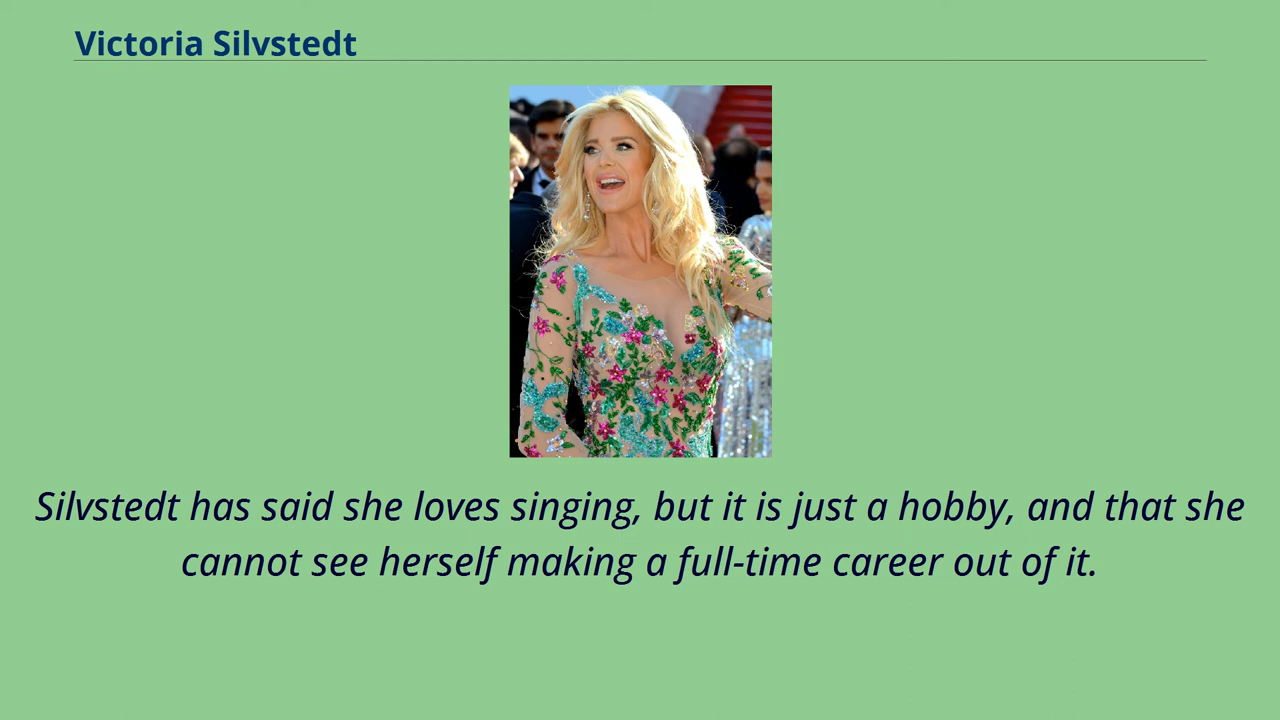 Victoria Silvstedt
Silvstedt has said she loves singing, but it is just a hobby, and that she
cannot see herself making a full-time career out of it.